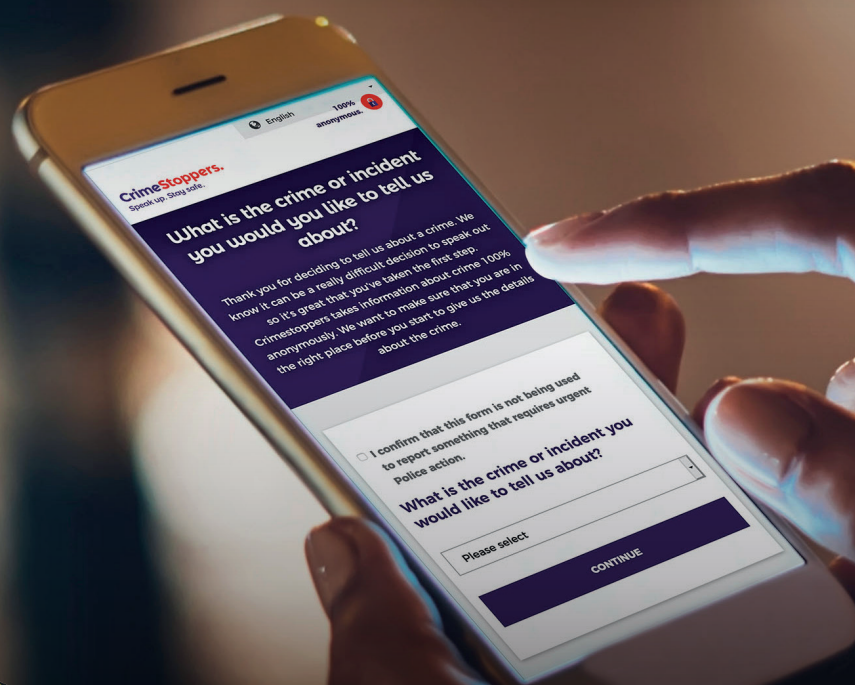 English
100%
anonymous.
CrimeStoppers.
Speak up. Stay safe.
What is the crime or incident
you would you like to tell us
about?
Thank you for deciding to tell us about a crime. We
know it can be a really difficult decision to speak out
so it's great that you've taken the first step.
Crimestoppers takes information about crime 100%
anonymously. We want to make sure that you are in
the right place before you start to give us the details
about the crime.
I confirm that this form is not being used
to report something that requires urgent
Police action.
What is the crime or incident you
would like to tell us about?
Please select
CONTINUE